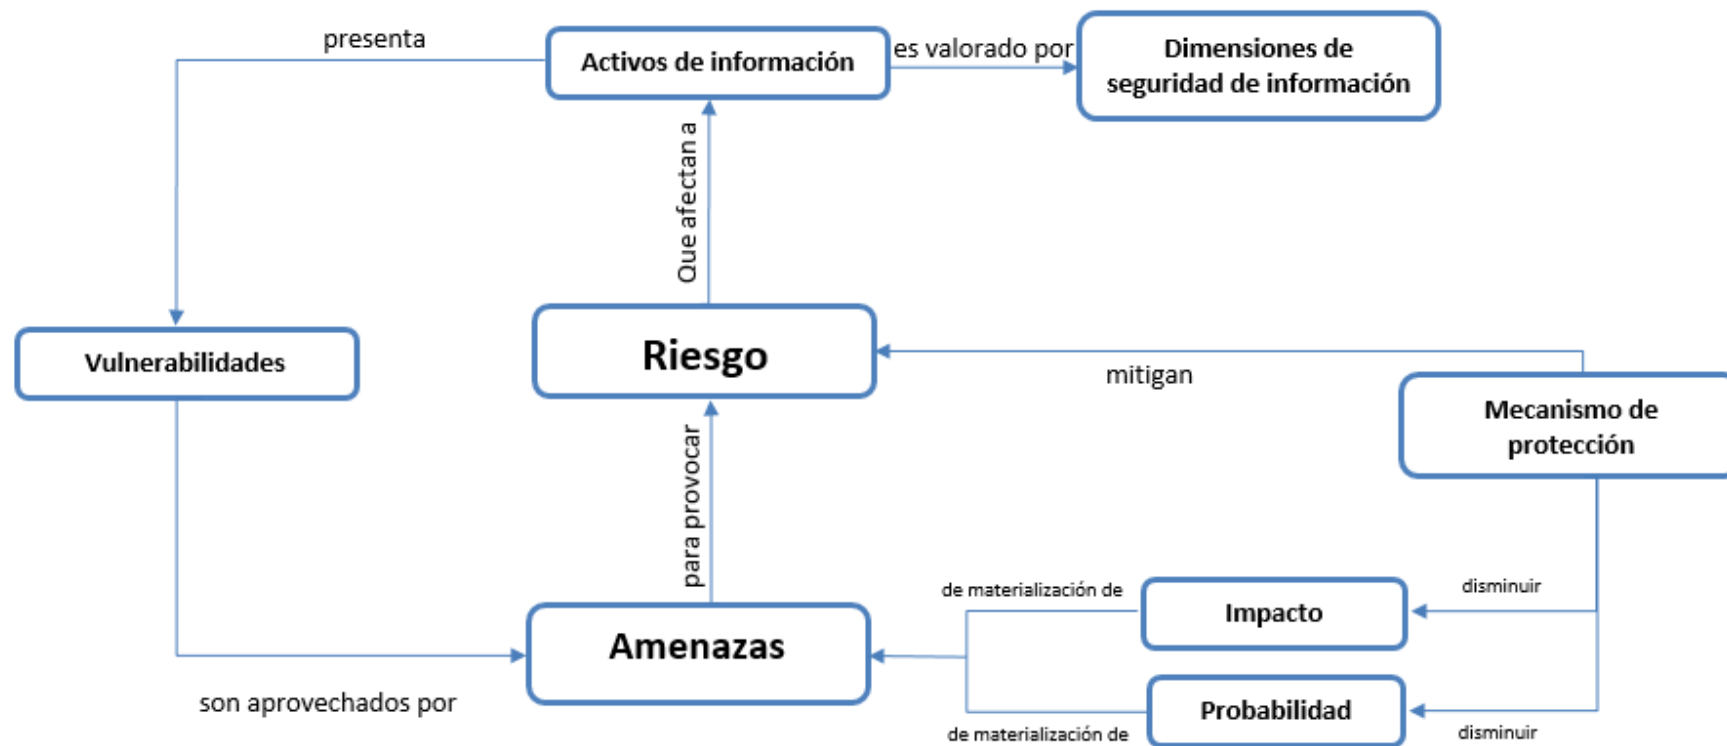 presenta
Activos de información
es valorado por
Dimensiones de
seguridad de información
Que afectan a
Vulnerabilidades
Riesgo
mitigan
Mecanismo de
protección
para provocar
de materialización de
Impacto
disminuir
Amenazas
son aprovechados por
Probabilidad
de materialización de
disminuir